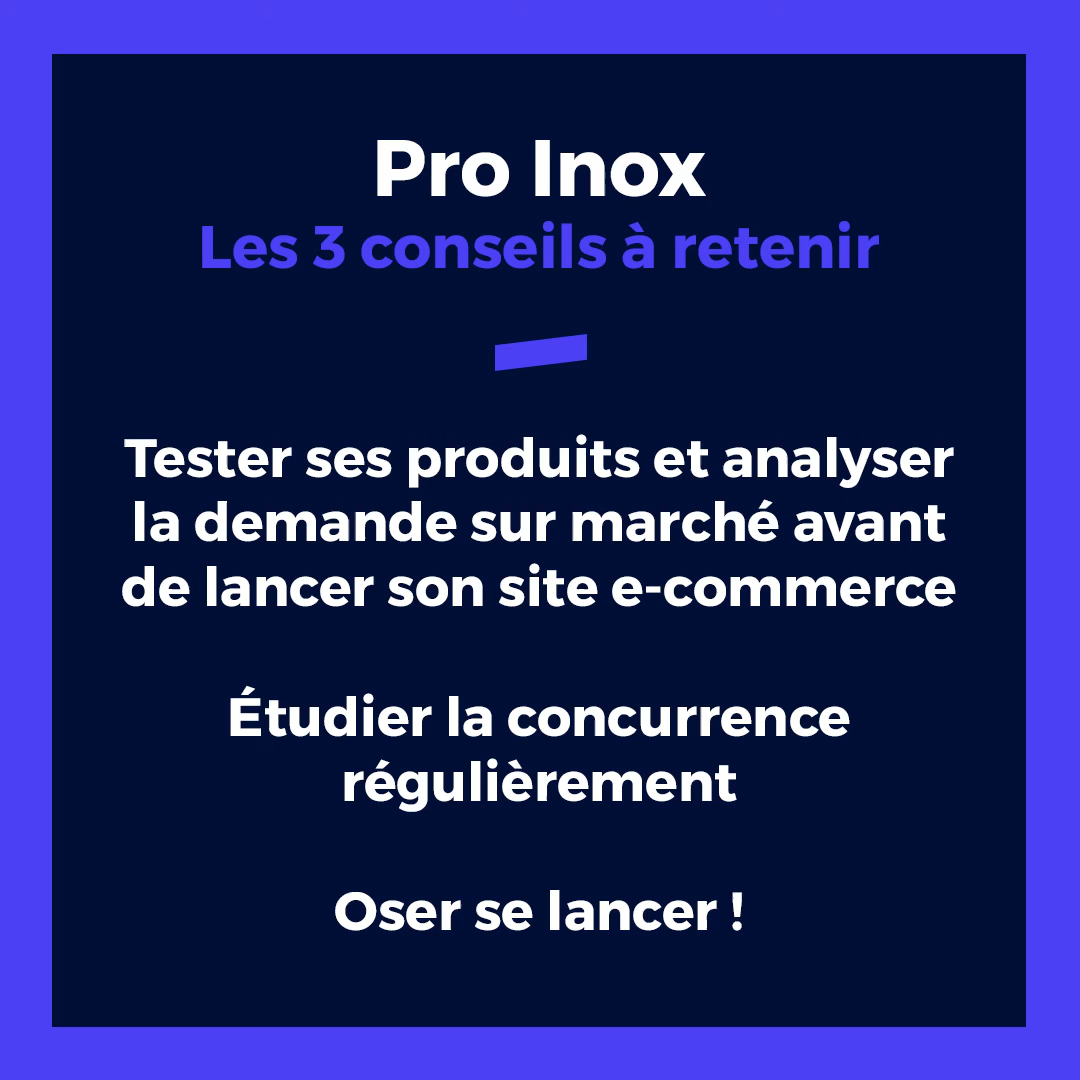 Pro Inox
Les 3 conseils à retenir
Tester ses produits et analyser
la demande sur marché avant
de lancer son site e-commerce
Étudier la concurrence
régulièrement
Oser se lancer !